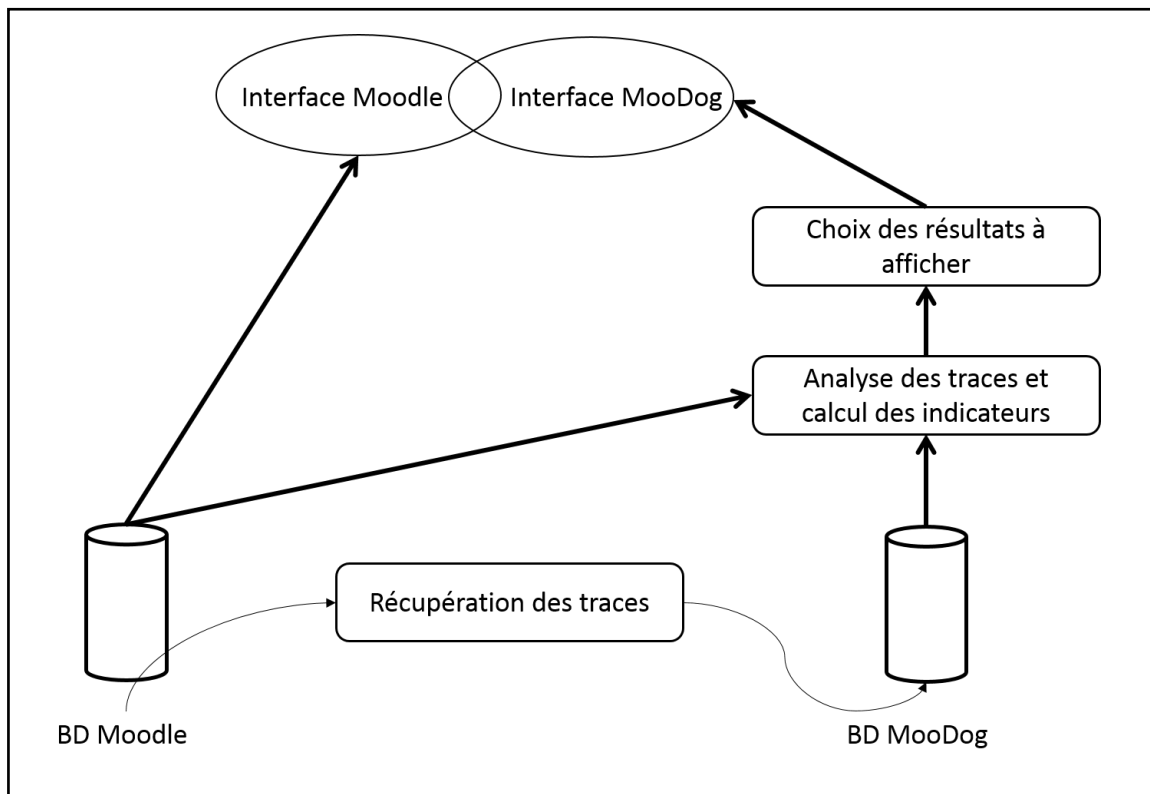 Interface Moodle
Interface MooDog
Choix des résultats à
afficher
Analyse des traces et
calcul des indicateurs
Récupération des traces
BD Moodle
BD MooDog